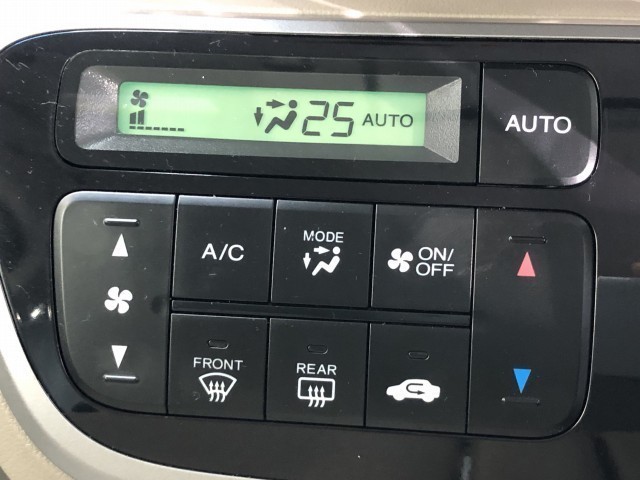 25 AUTO
AUTO
A/C
MODE
ON/
OFF
FRONT
REAR